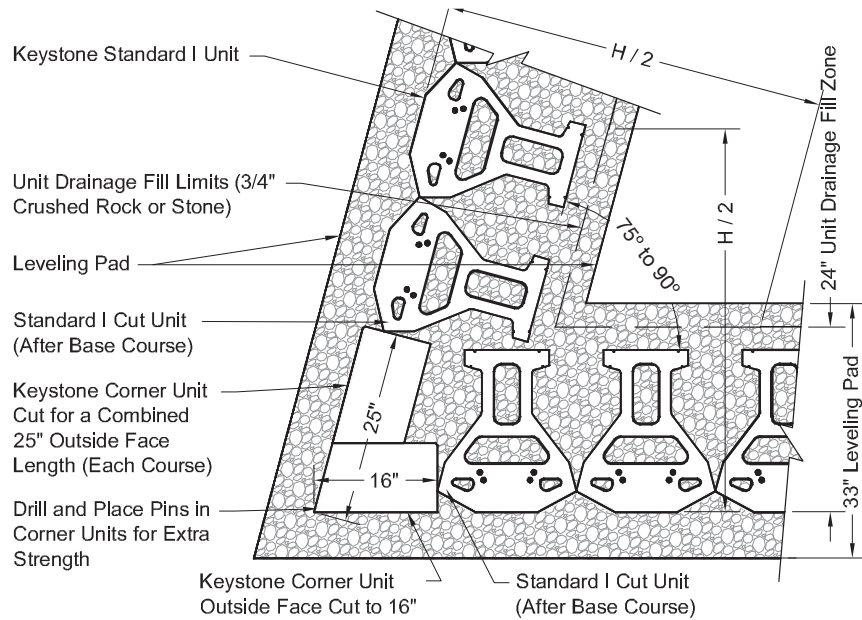 Keystone Standard I Unit
Unit Drainage Fill Limits (3/4"
Crushed Rock or Stone)
Leveling Pad
Standard I Cut Unit
(After Base Course)
Keystone Corner Unit
Cut for a Combined
25" Outside Face
Length (Each Course)
Drill and Place Pins in
Corner Units for Extra
Strength
Keystone Corner Unit
Outside Face Cut to 16"
Standard I Cut Unit
(After Base Course)
25"
16"
H / 2
H / 2
75° to 90°
24" Unit Drainage Fill Zone
33" Leveling Pad